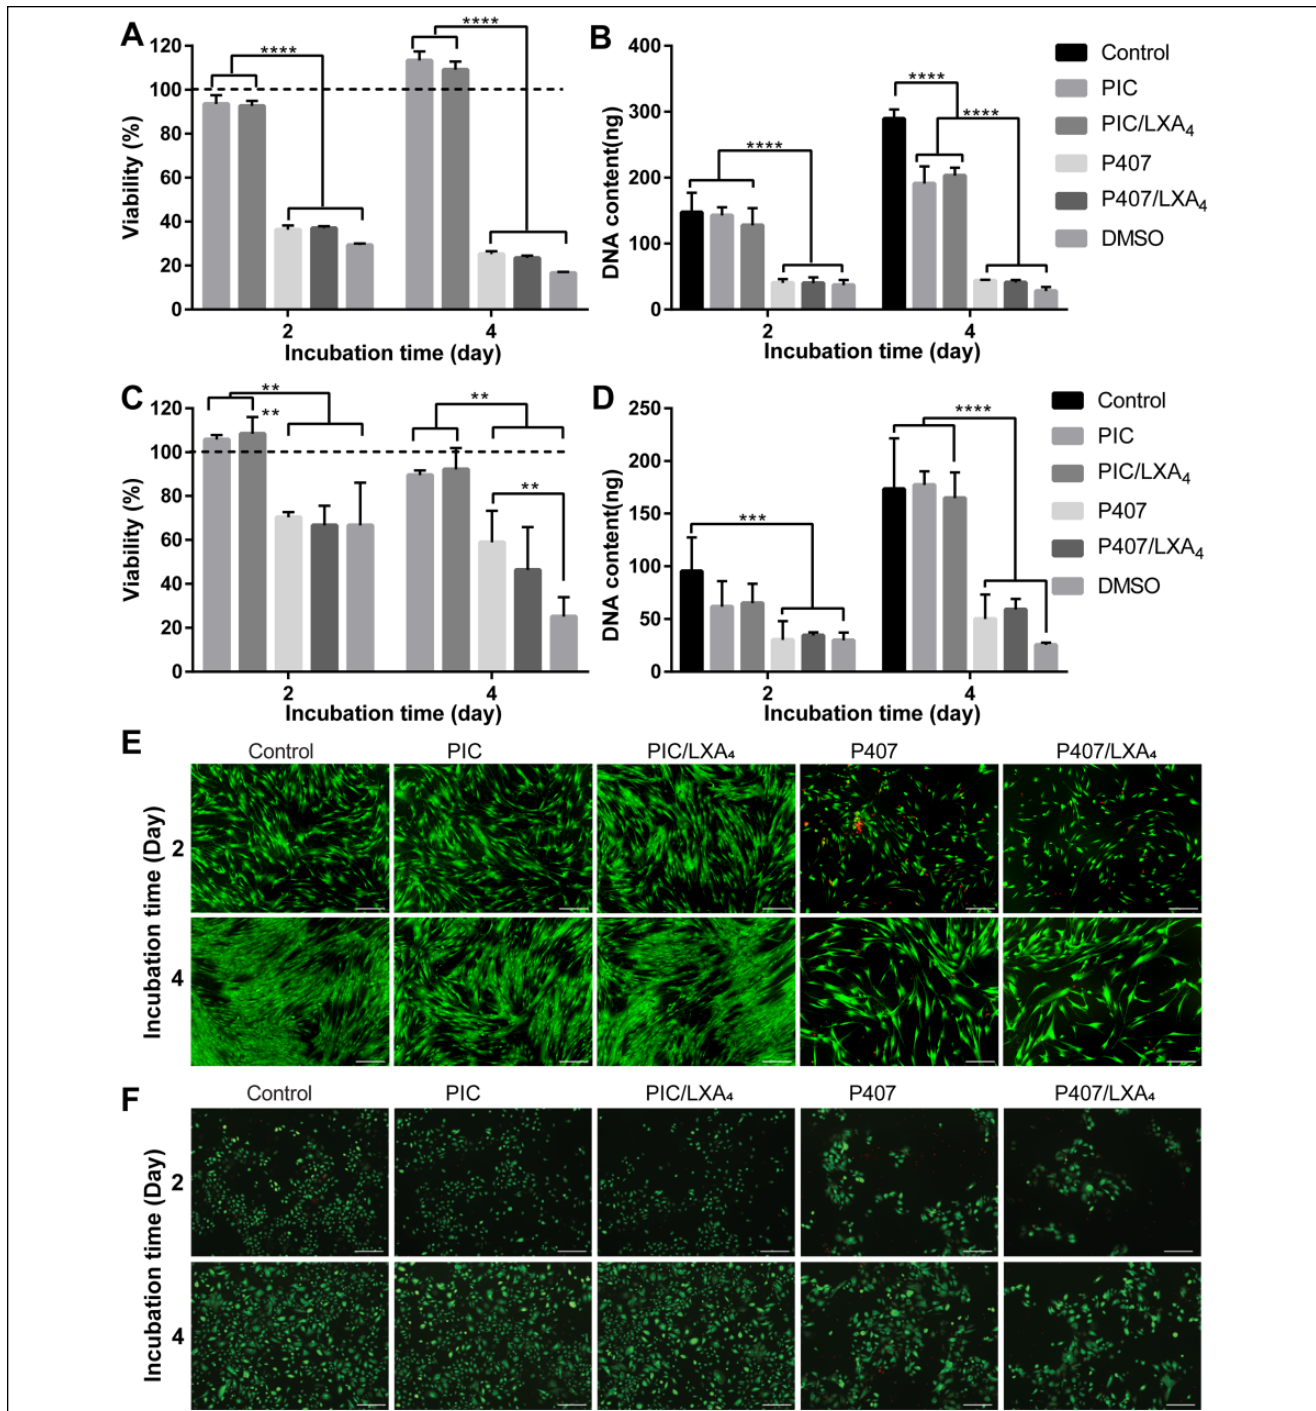 A
Viability (%)
120
100
80
60
40
20
0
****
****
2
4
Incubation time (day)
B
DNA content(ng)
400
300
200
100
0
****
****
****
2
4
Incubation time (day)
Control
PIC
PIC/LXA₄
P407
P407/LXA₄
DMSO
C
Viability (%)
120
100
80
60
40
20
0
**
**
**
**
2
4
Incubation time (day)
D
DNA content(ng)
250
200
150
100
50
0
***
****
2
4
Incubation time (day)
Control
PIC
PIC/LXA₄
P407
P407/LXA₄
DMSO
E
Control PIC PIC/LXA₄ P407 P407/LXA₄
Incubation time (Day)
2
4
F
Control PIC PIC/LXA₄ P407 P407/LXA₄
Incubation time (Day)
2
4